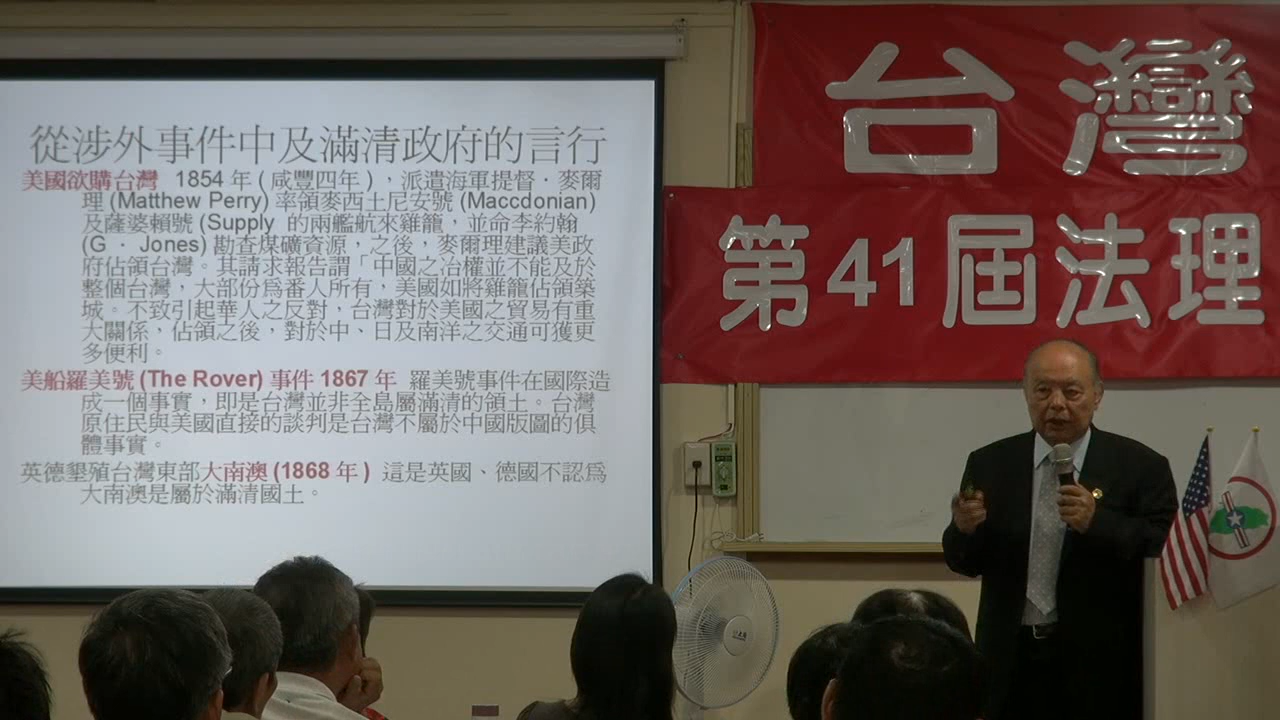 從涉外事件中及滿清政府的言行
美國欲購台灣 1854 年 ( 咸豐四年 ) ，派遣海軍提督．麥爾
理 (Matthew Perry) 率領麥西土尼安號 (Maccdonian)
及薩婆賴號 (Supply 的兩艦航來雞籠，並命李約翰
(G ． Jones) 勘查煤礦資源，之後，麥爾理建議美政
府佔領台灣。其請求報告謂「中國之治權並不能及於
整個台灣，大部份為番人所有，美國如將雞籠佔領築
城。不致引起華人之反對，台灣對於美國之貿易有重
大關係，佔領之後，對於中、日及南洋之交通可獲更
多便利。
美船羅美號 (The Rover) 事件 1867 年 羅美號事件在國際造
成一個事實，即是台灣並非全島屬滿清的領土。台灣
原住民與美國直接的談判是台灣不屬於中國版圖的俱
體事實。
英德墾殖台灣東部大南澳 (1868 年 ) 這是英國、德國不認為
大南澳是屬於滿清國土。
台灣
第41屆法理